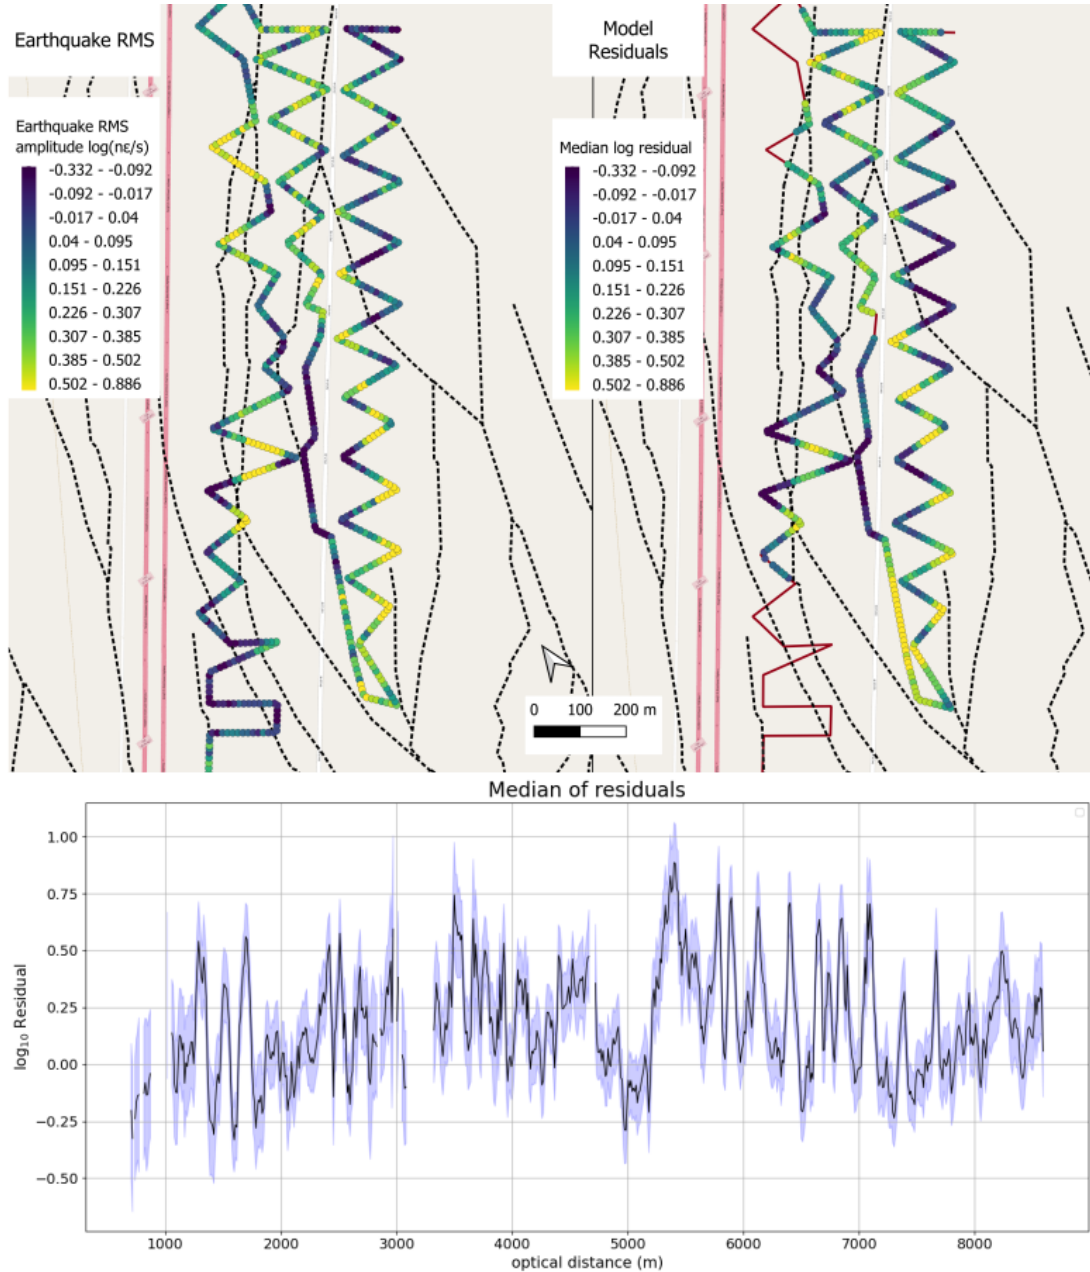 Earthquake RMS
Earthquake RMS
amplitude log(nε/s)
-0.332 - -0.092
-0.092 - -0.017
-0.017 - 0.04
0.04 - 0.095
0.095 - 0.151
0.151 - 0.226
0.226 - 0.307
0.307 - 0.385
0.385 - 0.502
0.502 - 0.886
Model
Residuals
Median log residual
-0.332 - -0.092
-0.092 - -0.017
-0.017 - 0.04
0.04 - 0.095
0.095 - 0.151
0.151 - 0.226
0.226 - 0.307
0.307 - 0.385
0.385 - 0.502
0.502 - 0.886
0 100 200 m
Median of residuals
1.00
0.75
0.50
0.25
0.00
−0.25
−0.50
log₁₀ Residual
1000 2000 3000 4000 5000 6000 7000 8000
optical distance (m)